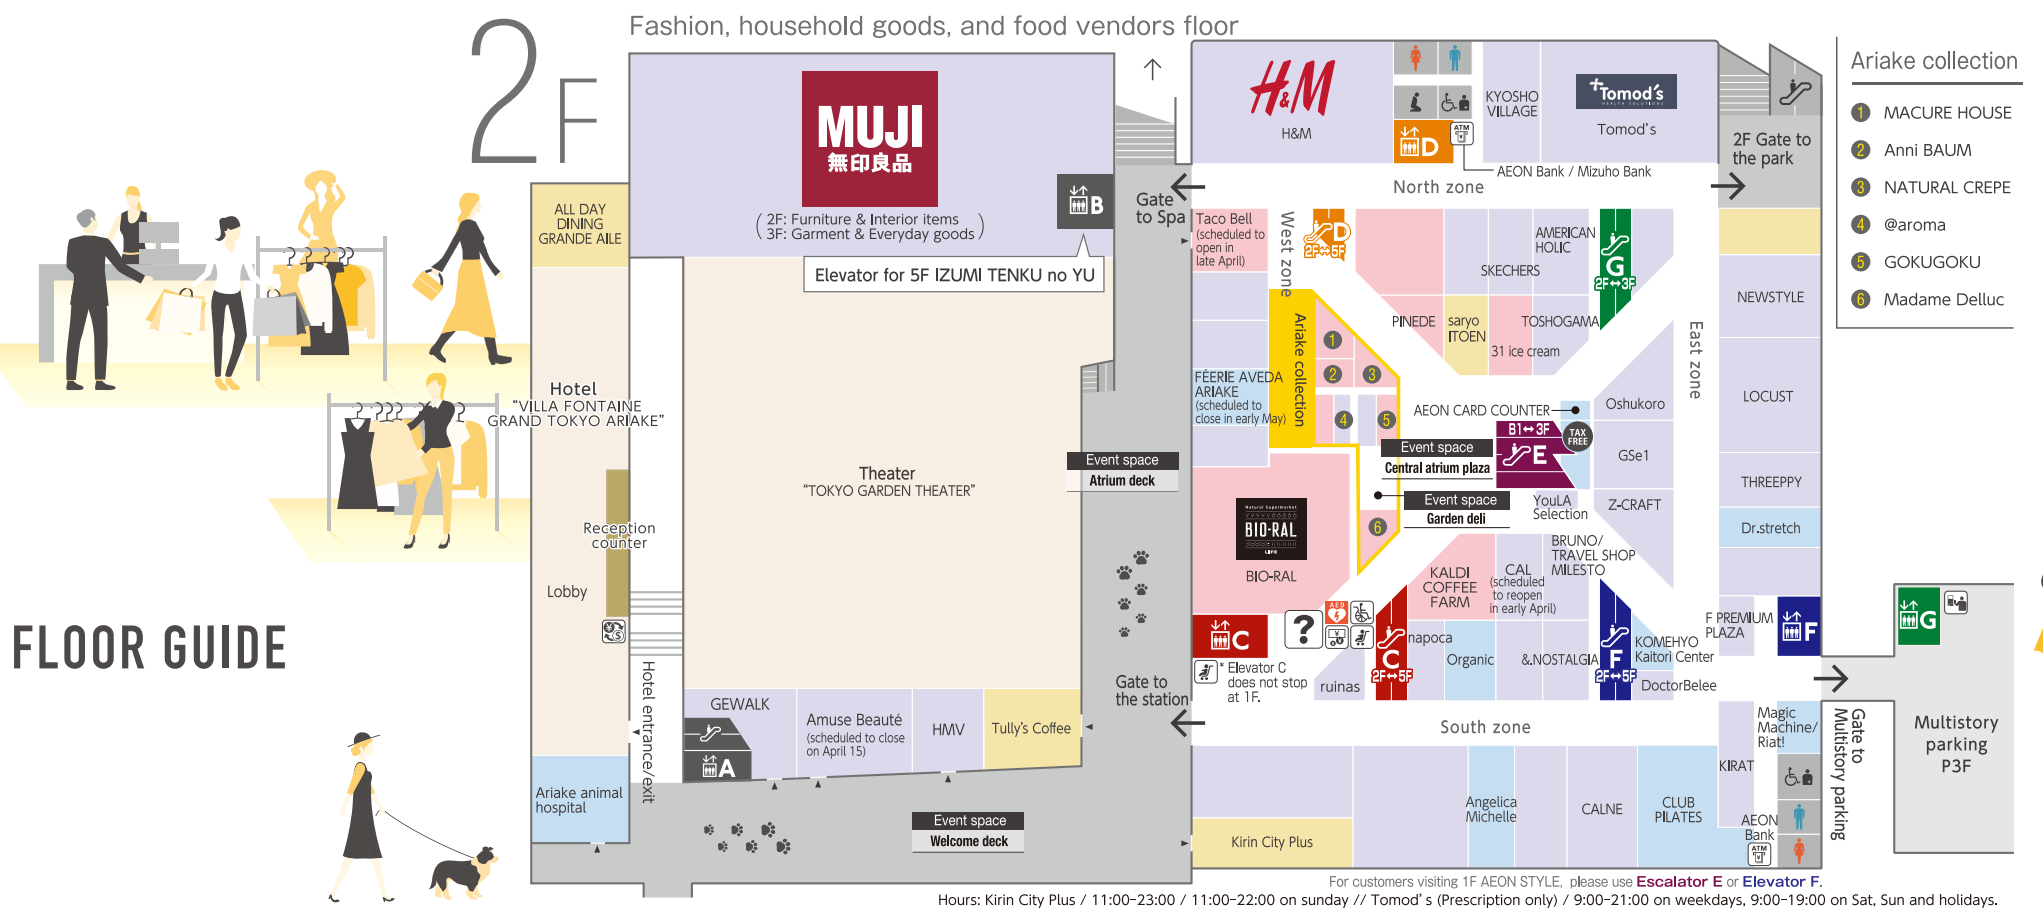 2F
Fashion, household goods, and food vendors floor
FLOOR GUIDE
MUJI
無印良品
( 2F: Furniture & Interior items
3F: Garment & Everyday goods )
B
Elevator for 5F IZUMI TENKU no YU
ALL DAY
DINING
GRANDE AILE
Hotel
“VILLA FONTAINE
GRAND TOKYO ARIAKE”
Reception
counter
Lobby
Hotel entrance/exit
Ariake animal
hospital
Theater
“TOKYO GARDEN THEATER”
GEWALK
A
Amuse Beauté
(scheduled to close
on April 15)
HMV
Tully's Coffee
Event space
Atrium deck
Event space
Welcome deck
Gate
to Spa
Gate to
the station
H&M
H&M
KYOSHO
VILLAGE
Tomod's
HEALTH SOLUTIONS
Tomod's
D
ATM
AEON Bank / Mizuho Bank
2F Gate to
the park
North zone
West zone
East zone
South zone
Taco Bell
(scheduled to
open in
late April)
D
2F⇔5F
AMERICAN
HOLIC
SKECHERS
G
2F⇔3F
PINEDE
saryo
ITOEN
TOSHOGAMA
31 ice cream
Ariake collection
1
2
3
4
5
6
FÉERIE AVEDA
ARIAKE
(scheduled to
close in early May)
AEON CARD COUNTER
TAX
FREE
B1⇔3F
E
Event space
Central atrium plaza
Event space
Garden deli
YouLA
Selection
Oshukoro
GSe1
Z-CRAFT
Natural Supermarket
BIO-RAL
LIFE
BIO-RAL
BRUNO/
TRAVEL SHOP
MILESTO
KALDI
COFFEE
FARM
CAL
(scheduled
to reopen
in early April)
C
* Elevator C
does not stop
at 1F.
?
AED
ruinas
C
2F⇔5F
napoca
Organic
&NOSTALGIA
F
2F⇔5F
KOMEHYO
Kaitori Center
DoctorBelee
F PREMIUM
PLAZA
F
NEWSTYLE
LOCUST
THREEPPY
Dr.stretch
G
Multistory
parking
P3F
Gate to
Multistory parking
Magic
Machine/
Riat!
KIRAT
AEON
Bank
ATM
Kirin City Plus
Angelica
Michelle
CALNE
CLUB
PILATES
Ariake collection
1 MACURE HOUSE
2 Anni BAUM
3 NATURAL CREPE
4 @aroma
5 GOKUGOKU
6 Madame Delluc
For customers visiting 1F AEON STYLE, please use Escalator E or Elevator F.
Hours: Kirin City Plus / 11:00-23:00 / 11:00-22:00 on sunday // Tomod's (Prescription only) / 9:00-21:00 on weekdays, 9:00-19:00 on Sat, Sun and holidays.